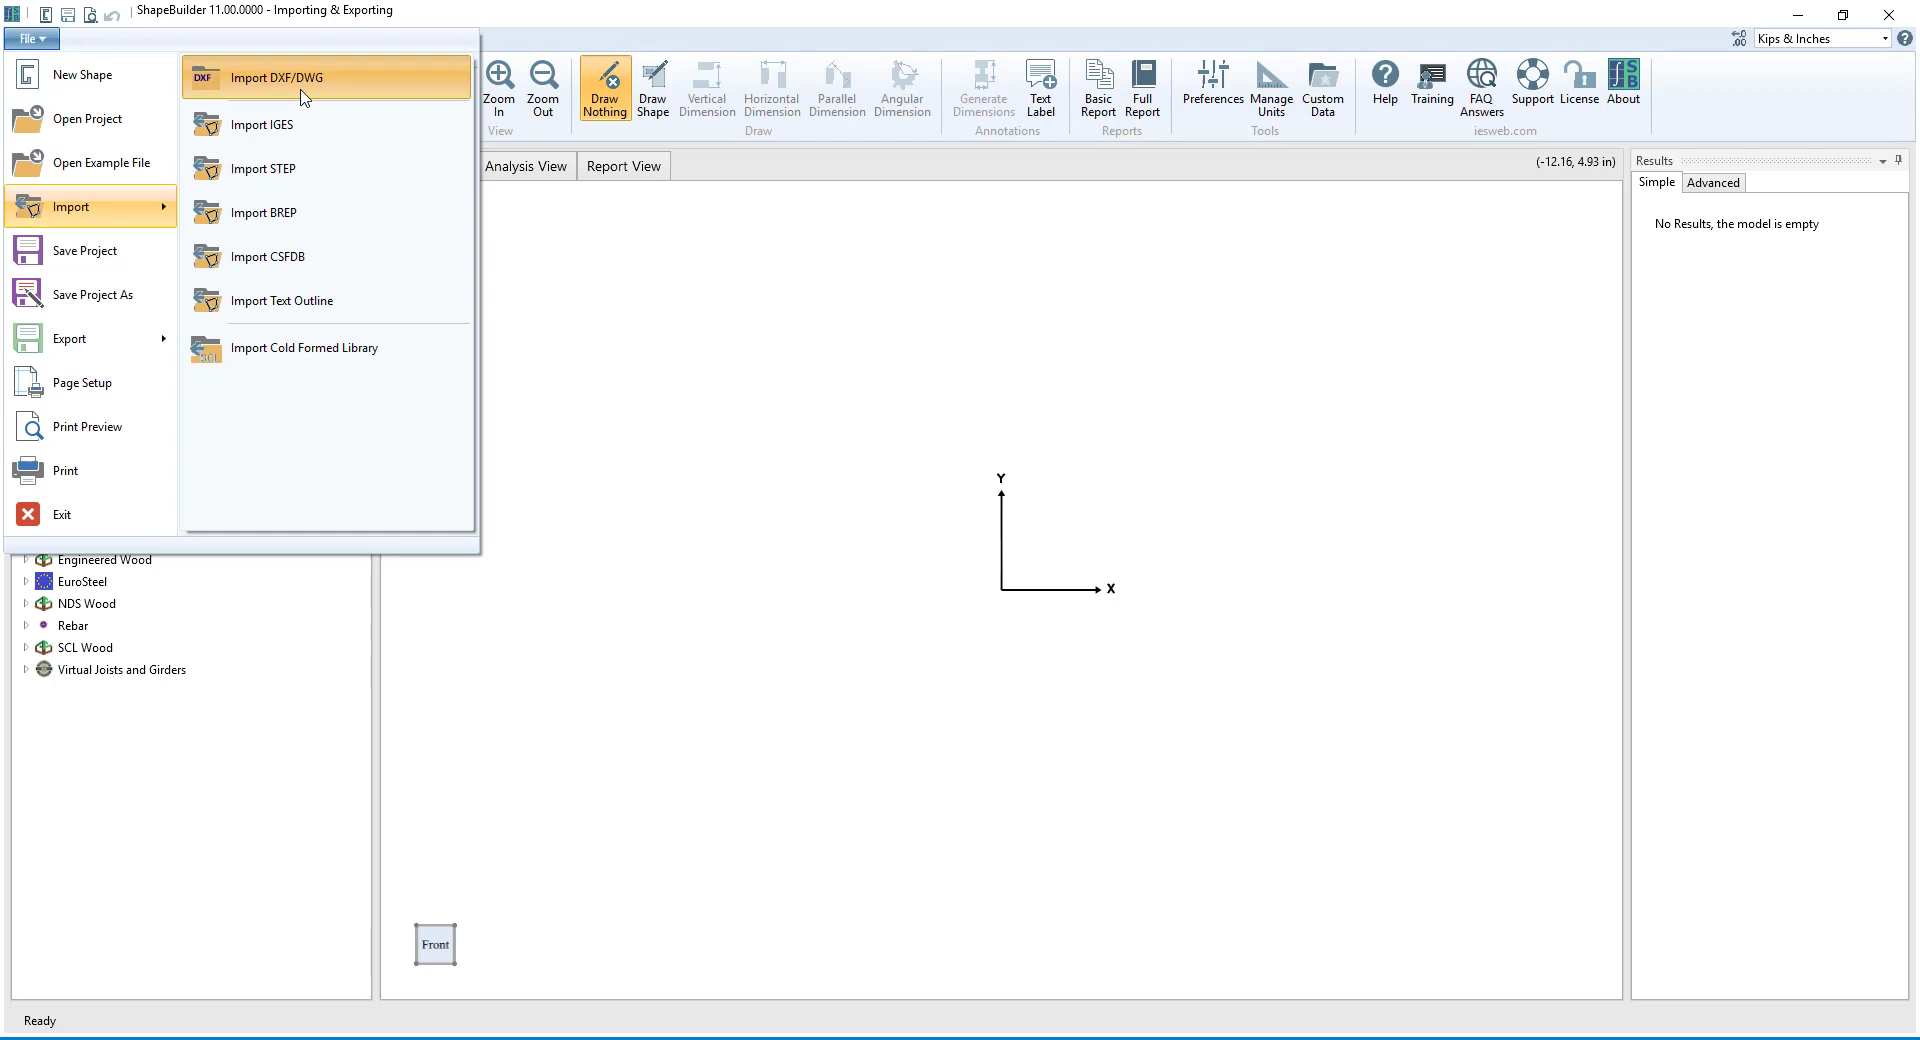 ShapeBuilder 11.00.0000 - Importing & Exporting
File
Kips & Inches
New Shape
Open Project
Open Example File
Import
Save Project
Save Project As
Export
Page Setup
Print Preview
Print
Exit
DXF Import DXF/DWG
Import IGES
Import STEP
Import BREP
Import CSFDB
Import Text Outline
SCL Import Cold Formed Library
Zoom In
Zoom Out
View
Draw Nothing
Draw Shape
Vertical Dimension
Horizontal Dimension
Parallel Dimension
Angular Dimension
Draw
Generate Dimensions
Text Label
Annotations
Basic Report
Full Report
Reports
Preferences
Manage Units
Custom Data
Tools
Help
Training
FAQ Answers
Support
License
About
iesweb.com
Analysis View
Report View
(-12.16, 4.93 in)
Results
Simple
Advanced
No Results, the model is empty
Engineered Wood
EuroSteel
NDS Wood
Rebar
SCL Wood
Virtual Joists and Girders
Y
X
Front
Ready